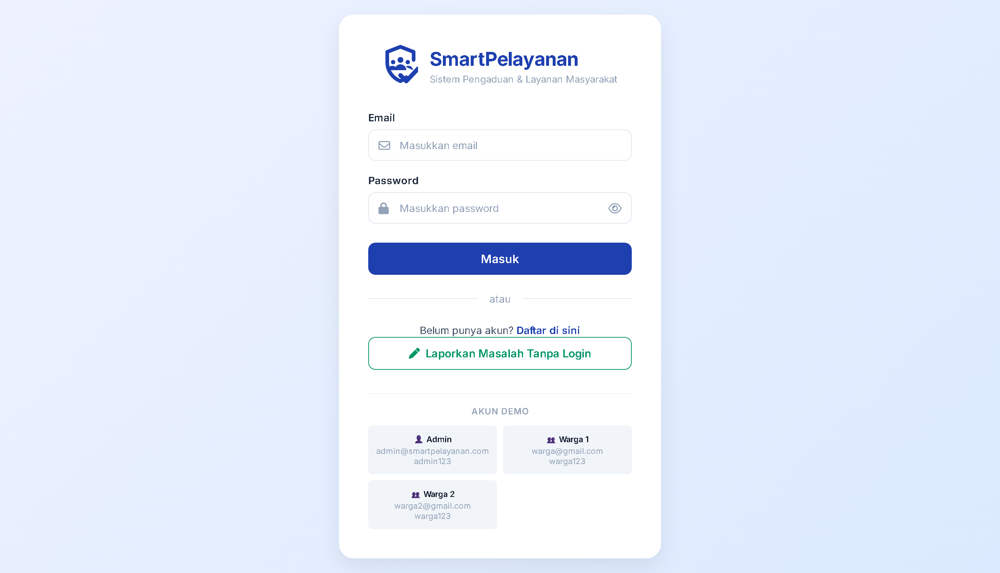 SmartPelayanan
Sistem Pengaduan & Layanan Masyarakat
Email
Masukkan email
Password
Masukkan password
Masuk
atau
Belum punya akun? Daftar di sini
Laporkan Masalah Tanpa Login
AKUN DEMO
Admin
admin@smartpelayanan.com
admin123
Warga 1
warga@gmail.com
warga123
Warga 2
warga2@gmail.com
warga123